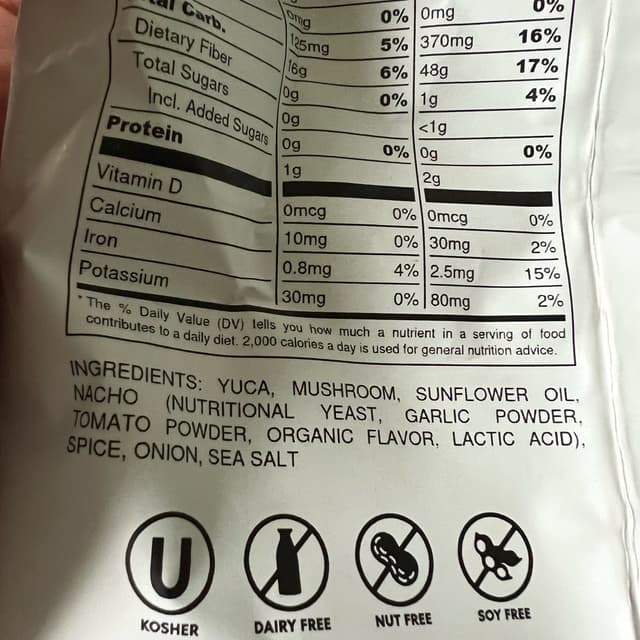 tal Carb.
0mg 0% 0mg 0%
125mg 5% 370mg 16%
Dietary Fiber 16g 6% 48g 17%
Total Sugars 0g 0% 1g 4%
Incl. Added Sugars 0g <1g
Protein 0g 0% 0g 0%
1g 2g
Vitamin D 0mcg 0% 0mcg 0%
Calcium 10mg 0% 30mg 2%
Iron 0.8mg 4% 2.5mg 15%
Potassium 30mg 0% 80mg 2%
* The % Daily Value (DV) tells you how much a nutrient in a serving of food
contributes to a daily diet. 2,000 calories a day is used for general nutrition advice.
INGREDIENTS: YUCA, MUSHROOM, SUNFLOWER OIL,
NACHO (NUTRITIONAL YEAST, GARLIC POWDER,
TOMATO POWDER, ORGANIC FLAVOR, LACTIC ACID),
SPICE, ONION, SEA SALT
U
KOSHER DAIRY FREE NUT FREE SOY FREE